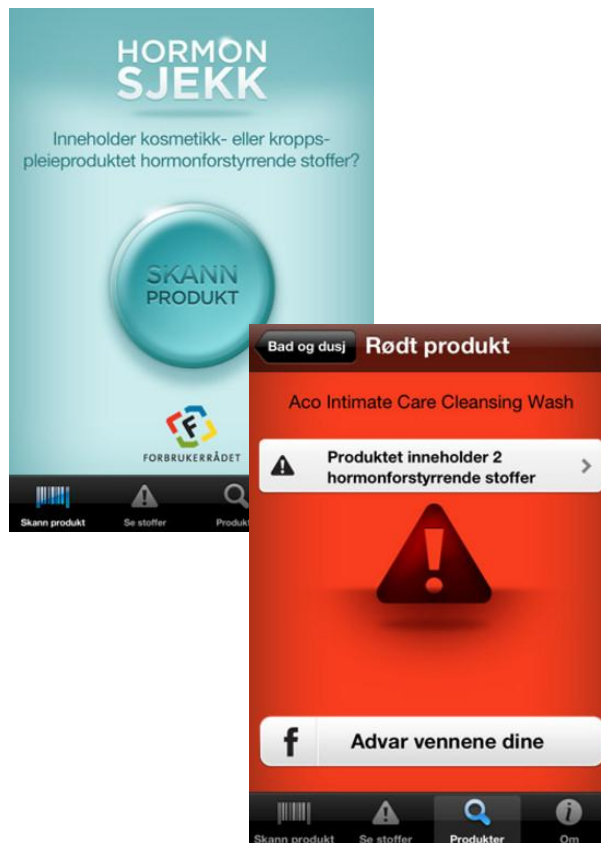 HORMON
SJEKK
Inneholder kosmetikk- eller kropps-
pleieproduktet hormonforstyrrende stoffer?
SKANN
PRODUKT
F
FORBRUKERRÅDET
Skann produkt Se stoffer
Bad og dusj Rødt produkt
Aco Intimate Care Cleansing Wash
Produktet inneholder 2
hormonforstyrrende stoffer
f Advar vennene dine
Skann produkt Se stoffer Produkter Om